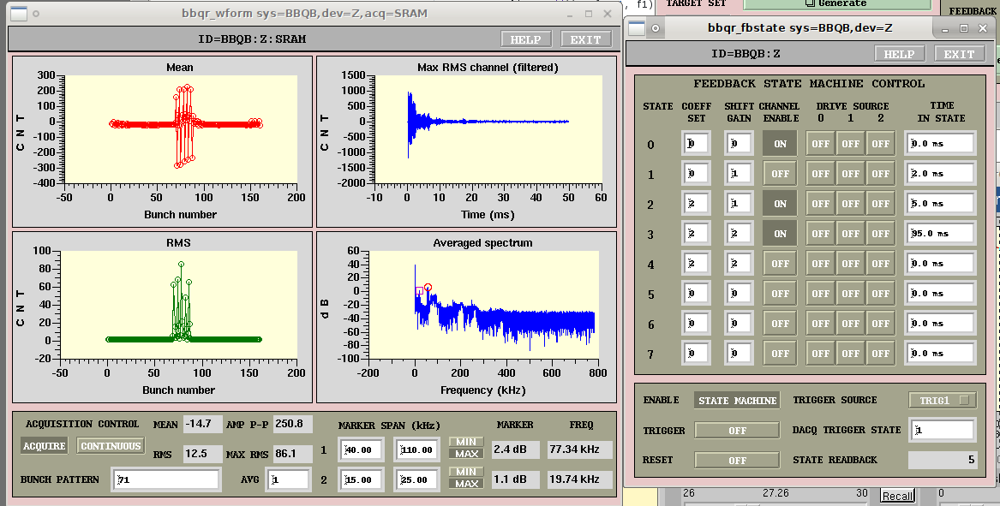 bbqr_wform sys=BBQB,dev=Z,acq=SRAM
ID=BBQB:Z:SRAM
HELP EXIT
Mean
300
200
100
0
-100
-200
-300
-400
C N T
-50 0 50 100 150 200
Bunch number
Max RMS channel (filtered)
1500
1000
500
0
-500
-1000
-1500
-2000
C N T
-10 0 10 20 30 40 50 60
Time (ms)
RMS
100
80
60
40
20
0
-20
C N T
-50 0 50 100 150 200
Bunch number
Averaged spectrum
60
40
20
0
-20
-40
-60
-80
-100
d B
-200 0 200 400 600 800
Frequency (kHz)
ACQUISITION CONTROL MEAN -14.7 AMP P-P 250.8
ACQUIRE CONTINUOUS RMS 12.5 MAX RMS 86.1
BUNCH PATTERN 71 AVG 1
MARKER SPAN (kHz) MARKER FREQ
1 40.00 110.00 MIN MAX 2.4 dB 77.34 kHz
2 15.00 25.00 MIN MAX 1.1 dB 19.74 kHz
, f1)
TARGET SET Generate
FEEDBACK
bbqr_fbstate sys=BBQB,dev=Z
ID=BBQB:Z
HELP EXIT
FEEDBACK STATE MACHINE CONTROL
STATE COEFF SHIFT CHANNEL DRIVE SOURCE TIME
SET GAIN ENABLE 0 1 2 IN STATE
0 0 0 ON OFF OFF OFF 0.0 ms
1 0 1 OFF OFF OFF OFF 2.0 ms
2 2 1 ON OFF OFF OFF 5.0 ms
3 2 2 ON OFF OFF OFF 95.0 ms
4 2 2 OFF OFF OFF OFF 0.0 ms
5 0 0 OFF OFF OFF OFF 0.0 ms
6 0 0 OFF OFF OFF OFF 0.0 ms
7 0 0 OFF OFF OFF OFF 0.0 ms
ENABLE STATE MACHINE TRIGGER SOURCE TRIG1
TRIGGER OFF DACQ TRIGGER STATE 1
RESET OFF STATE READBACK 5
26 27.26 30 Recall 0